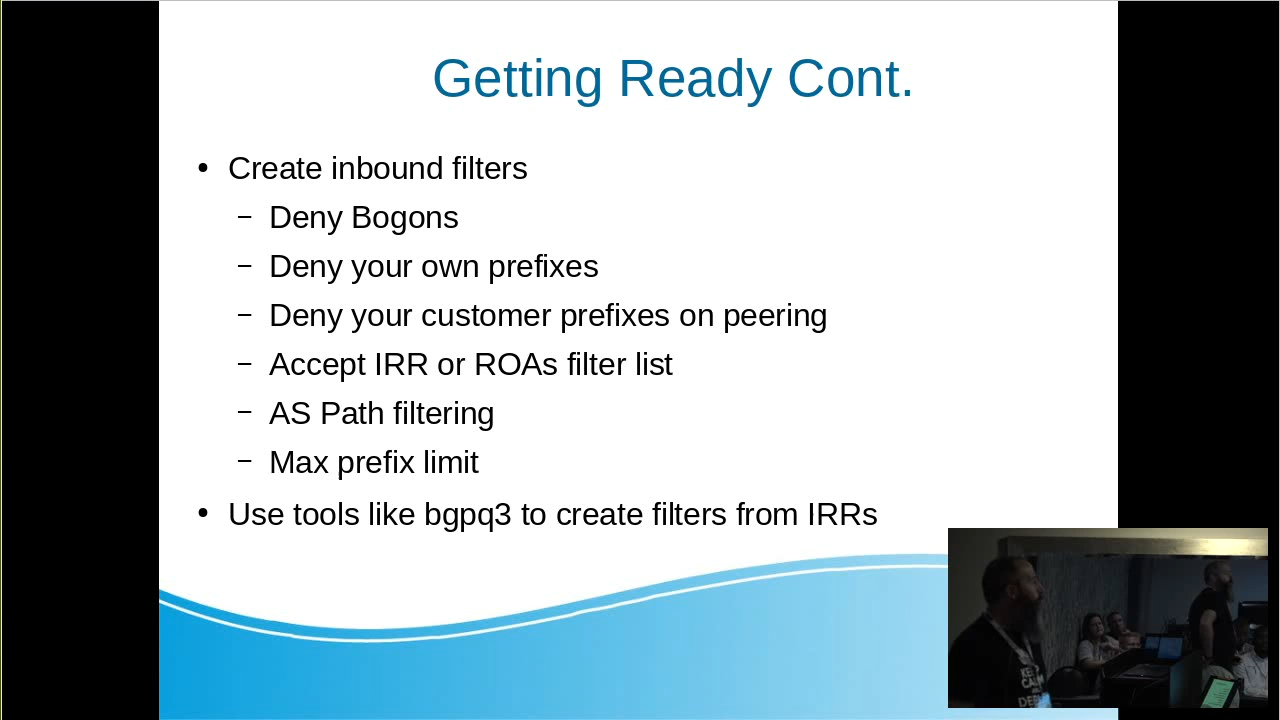 Getting Ready Cont.
Create inbound filters
Deny Bogons
Deny your own prefixes
Deny your customer prefixes on peering
Accept IRR or ROAs filter list
AS Path filtering
Max prefix limit
Use tools like bgpq3 to create filters from IRRs